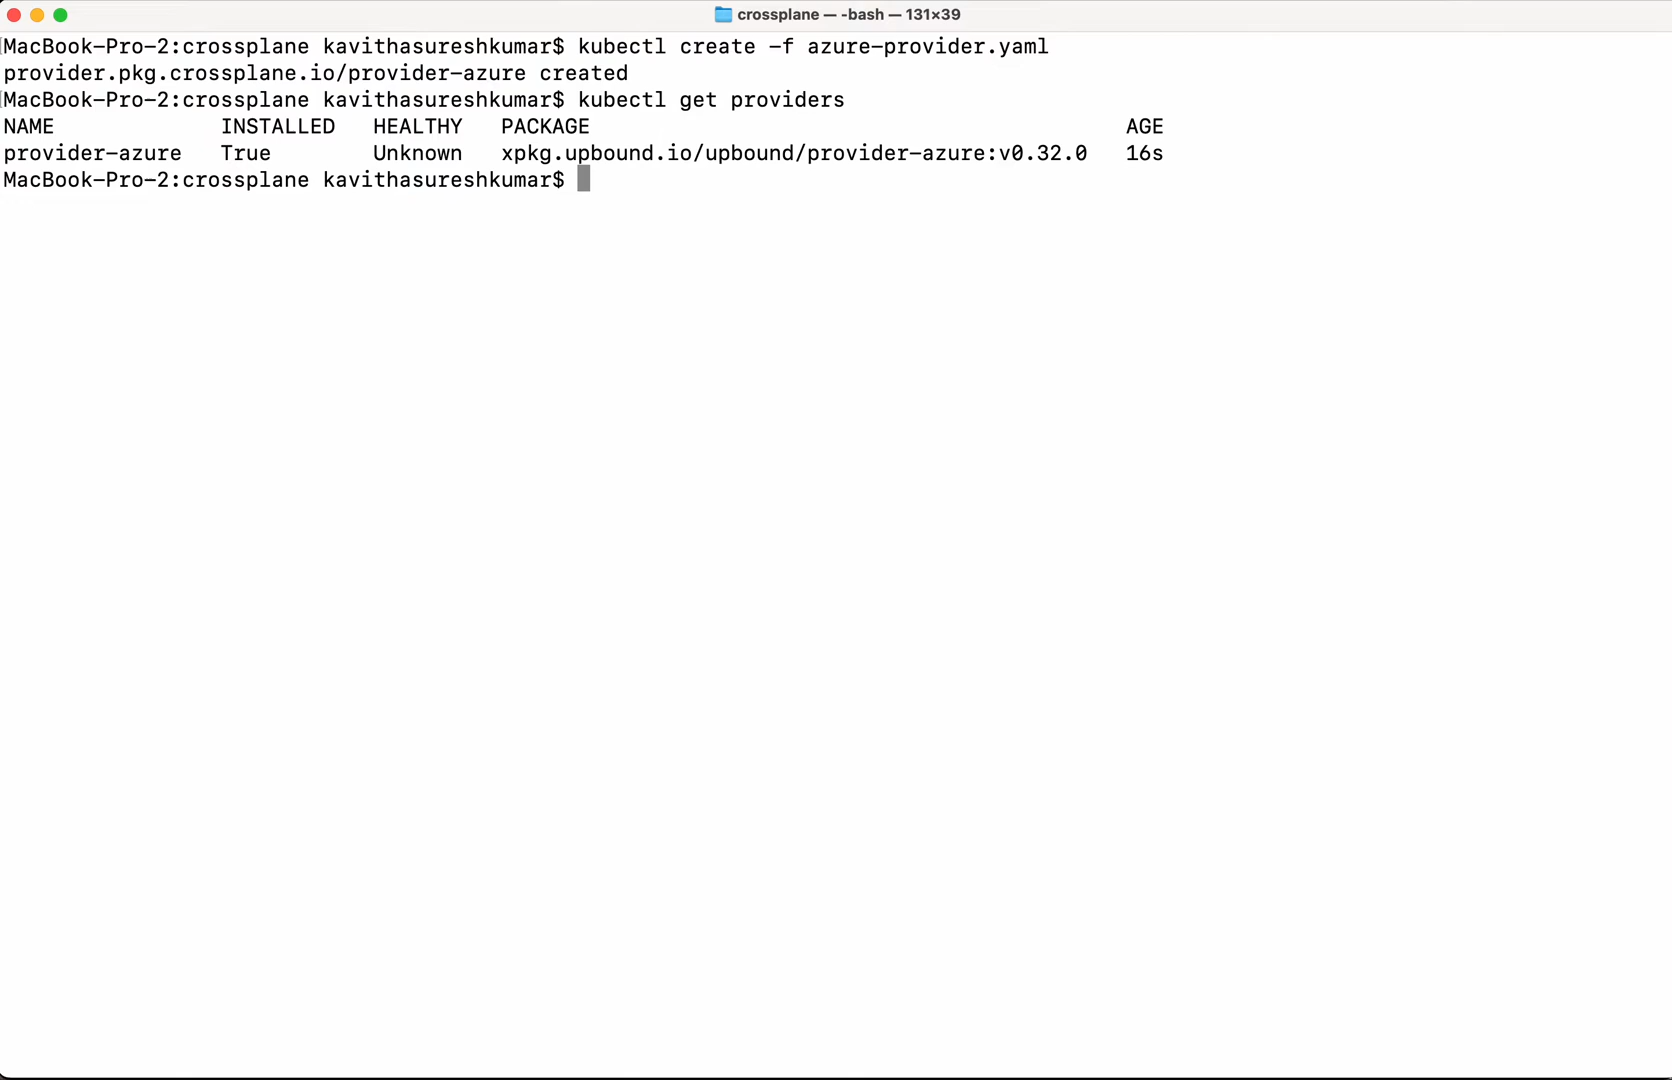 crossplane — -bash — 131×39
MacBook-Pro-2:crossplane kavithasureshkumar$ kubectl create -f azure-provider.yaml
provider.pkg.crossplane.io/provider-azure created
MacBook-Pro-2:crossplane kavithasureshkumar$ kubectl get providers
NAME             INSTALLED   HEALTHY   PACKAGE                                          AGE
provider-azure   True        Unknown   xpkg.upbound.io/upbound/provider-azure:v0.32.0   16s
MacBook-Pro-2:crossplane kavithasureshkumar$